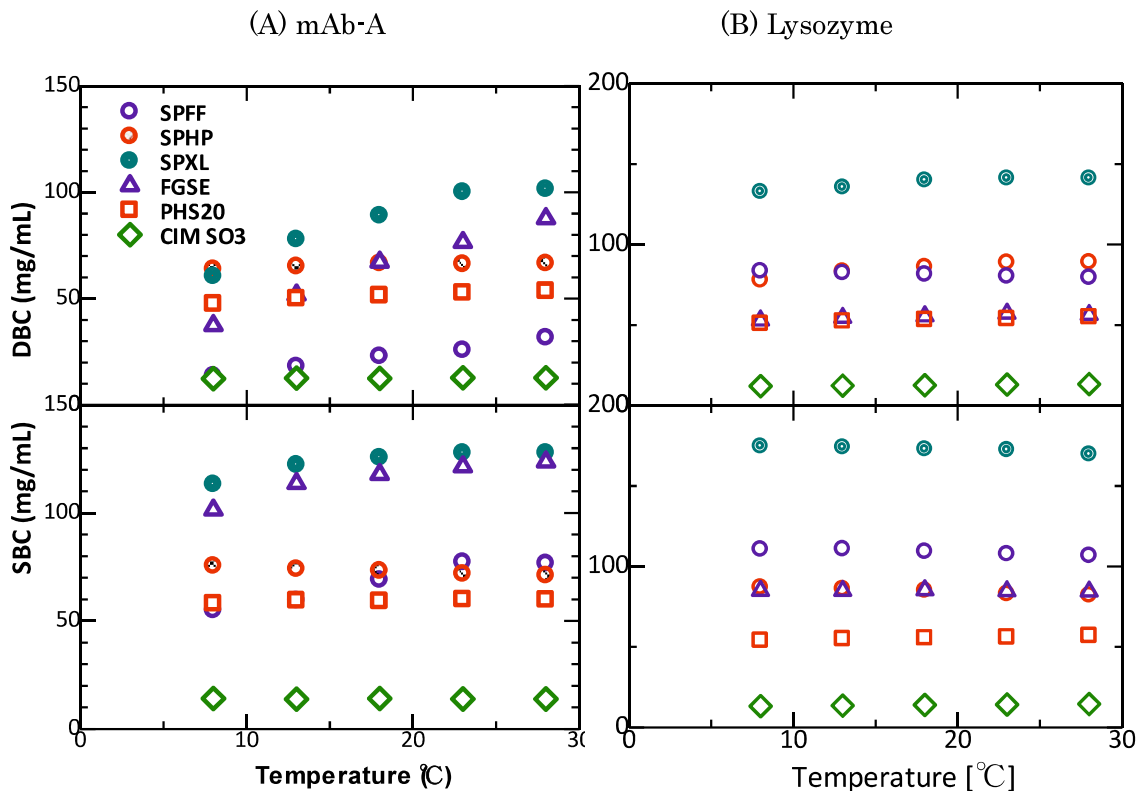 (A) mAb-A
(B) Lysozyme
150
100
50
150
100
50
0
DBC (mg/mL)
SBC (mg/mL)
SPFF
SPHP
SPXL
FGSE
PHS20
CIM SO3
0 10 20 30
Temperature (℃)
200
100
200
100
0
0 10 20 30
Temperature [℃]